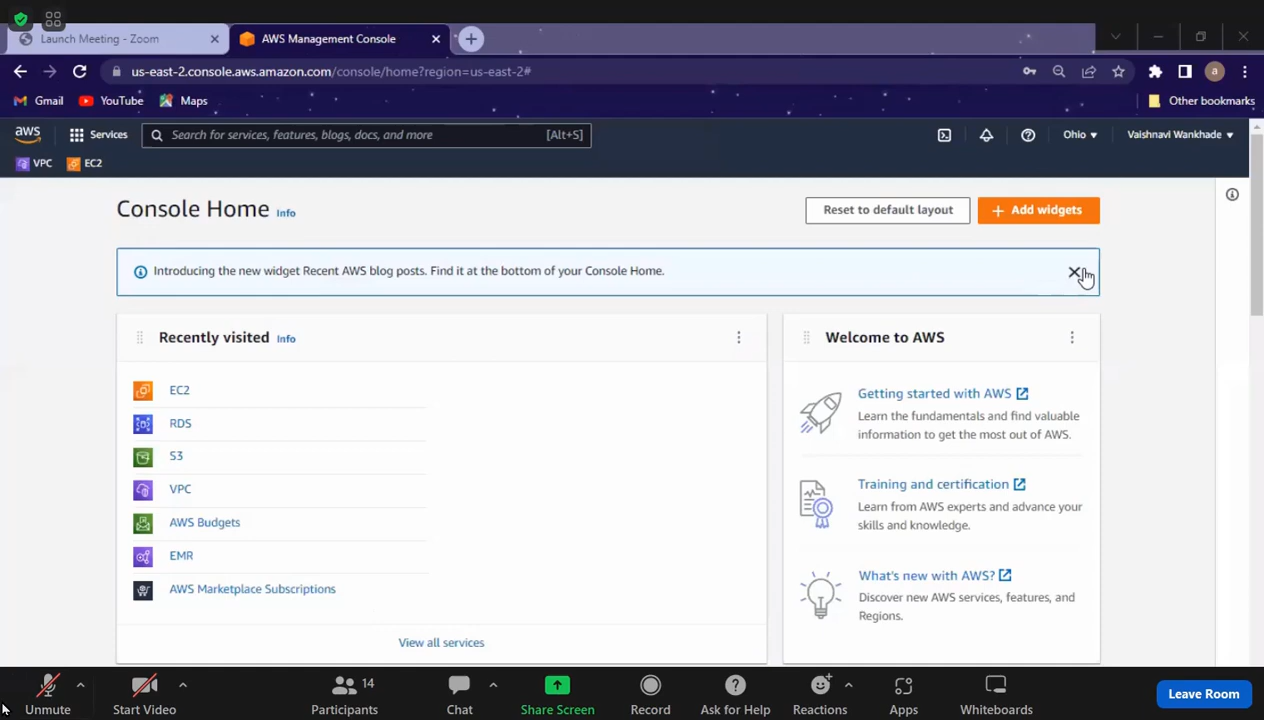 Launch Meeting - Zoom
AWS Management Console
us-east-2.console.aws.amazon.com/console/home?region=us-east-2#
a
Gmail
YouTube
Maps
Other bookmarks
aws
Services
Search for services, features, blogs, docs, and more
[Alt+S]
Ohio
Vaishnavi Wankhade
VPC
EC2
Console Home
Info
Reset to default layout
+ Add widgets
Introducing the new widget Recent AWS blog posts. Find it at the bottom of your Console Home.
Recently visited
Info
EC2
RDS
S3
VPC
AWS Budgets
EMR
AWS Marketplace Subscriptions
View all services
Welcome to AWS
Getting started with AWS
Learn the fundamentals and find valuable
information to get the most out of AWS.
Training and certification
Learn from AWS experts and advance your
skills and knowledge.
What's new with AWS?
Discover new AWS services, features, and
Regions.
Unmute
Start Video
14
Participants
Chat
Share Screen
Record
Ask for Help
Reactions
Apps
Whiteboards
Leave Room